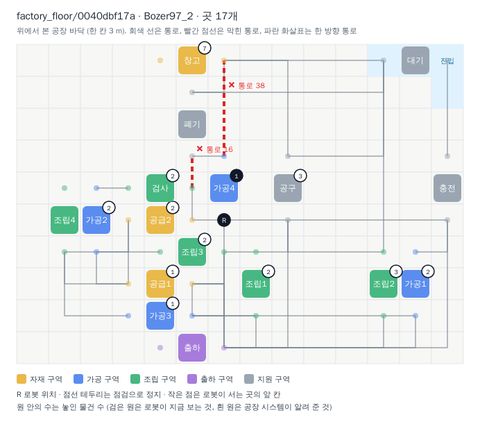 factory_floor/0040dbf17a · Bozer97_2 · 곳 17개
위에서 본 공장 바닥 (한 칸 3 m). 회색 선은 통로, 빨간 점선은 막힌 통로, 파란 화살표는 한 방향 통로
7
창고
대기
진입
✕ 통로 38
폐기
✕ 통로 16
2
1
3
검사
가공4
공구
충전
2
2
조립4
가공2
공급2
R
2
조립3
1
2
3
2
공급1
조립1
조립2
가공1
1
가공3
출하
자재 구역
가공 구역
조립 구역
출하 구역
지원 구역
R 로봇 위치 · 점선 테두리는 점검으로 정지 · 작은 점은 로봇이 서는 곳의 앞 칸
원 안의 수는 놓인 물건 수 (검은 원은 로봇이 지금 보는 것, 흰 원은 공장 시스템이 알려 준 것)